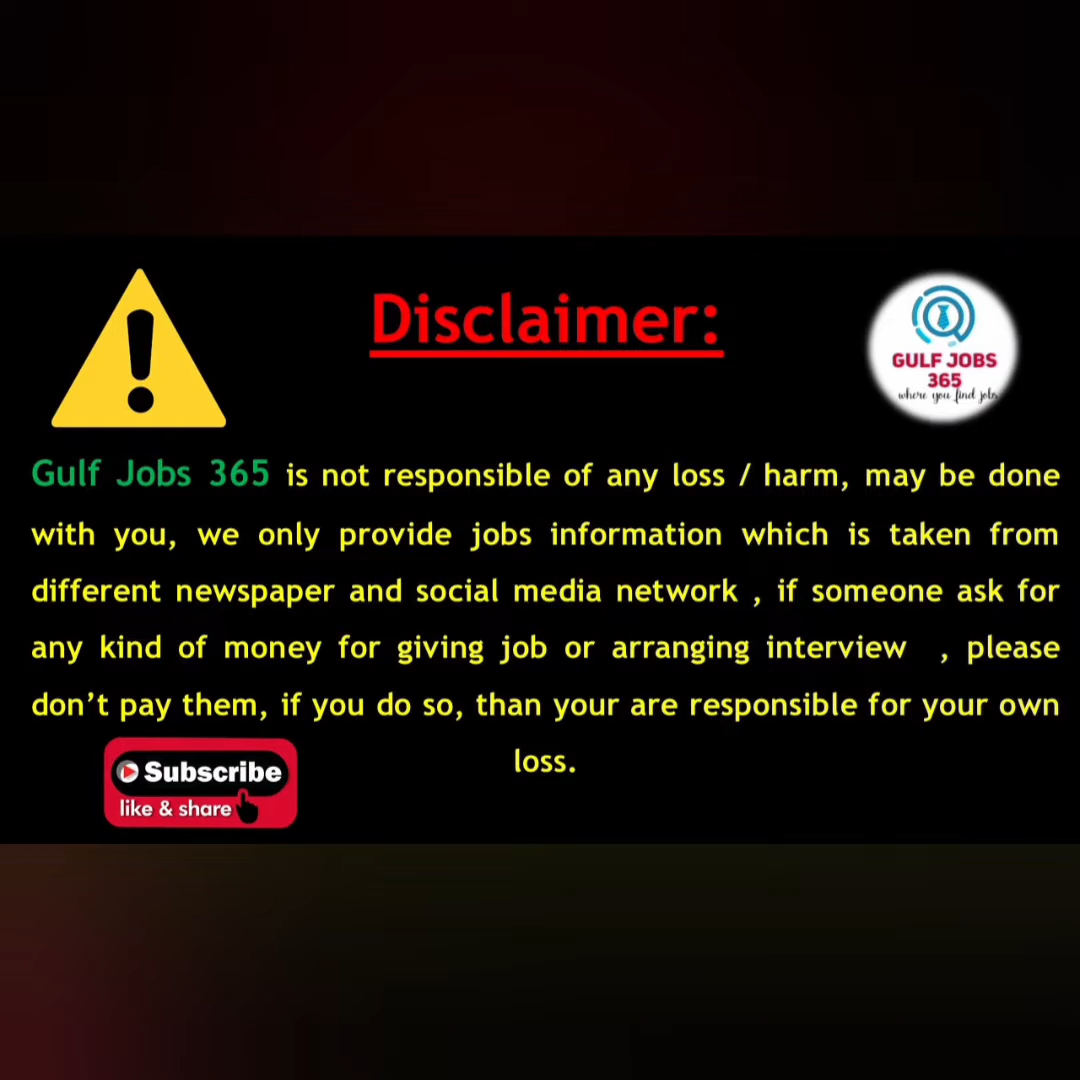 Disclaimer:
GULF JOBS
365
where you find jobs
Gulf Jobs 365 is not responsible of any loss / harm, may be done
with you, we only provide jobs information which is taken from
different newspaper and social media network , if someone ask for
any kind of money for giving job or arranging interview , please
don’t pay them, if you do so, than your are responsible for your own
loss.
Subscribe
like & share